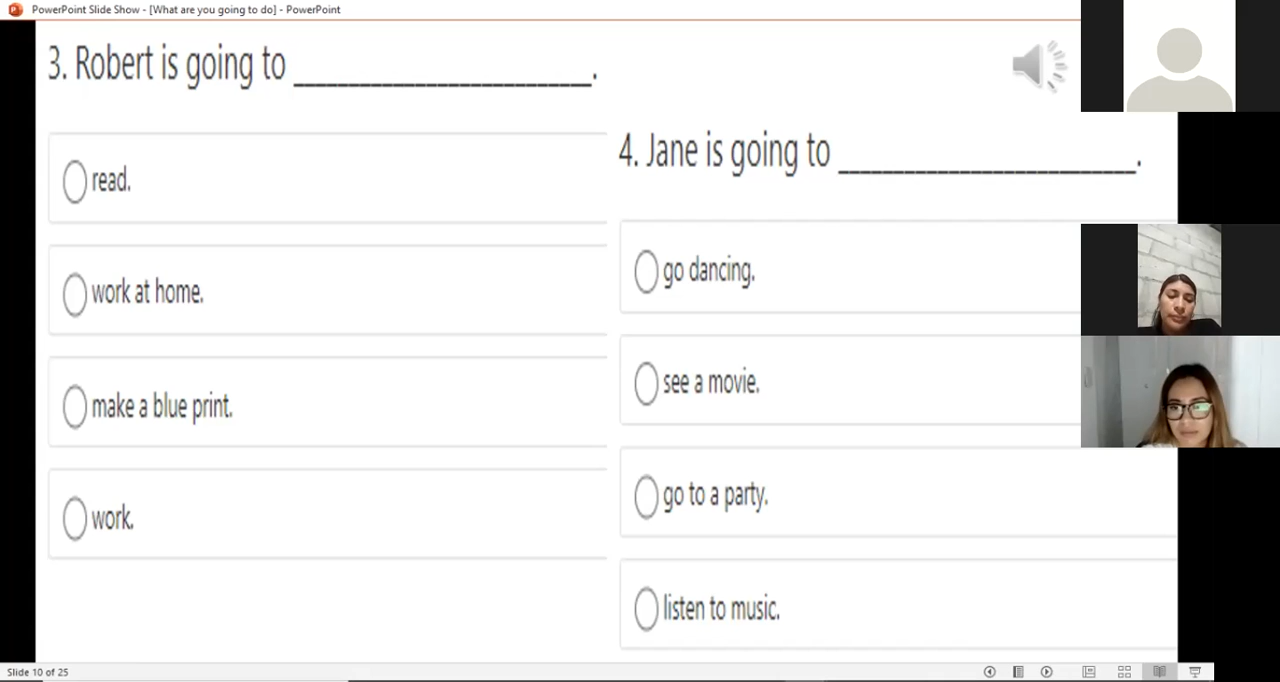 PowerPoint Slide Show - [What are you going to do] - PowerPoint
3. Robert is going to ________________________.
read.
work at home.
make a blue print.
work.
4. Jane is going to ________________________.
go dancing.
see a movie.
go to a party.
listen to music.
Slide 10 of 25